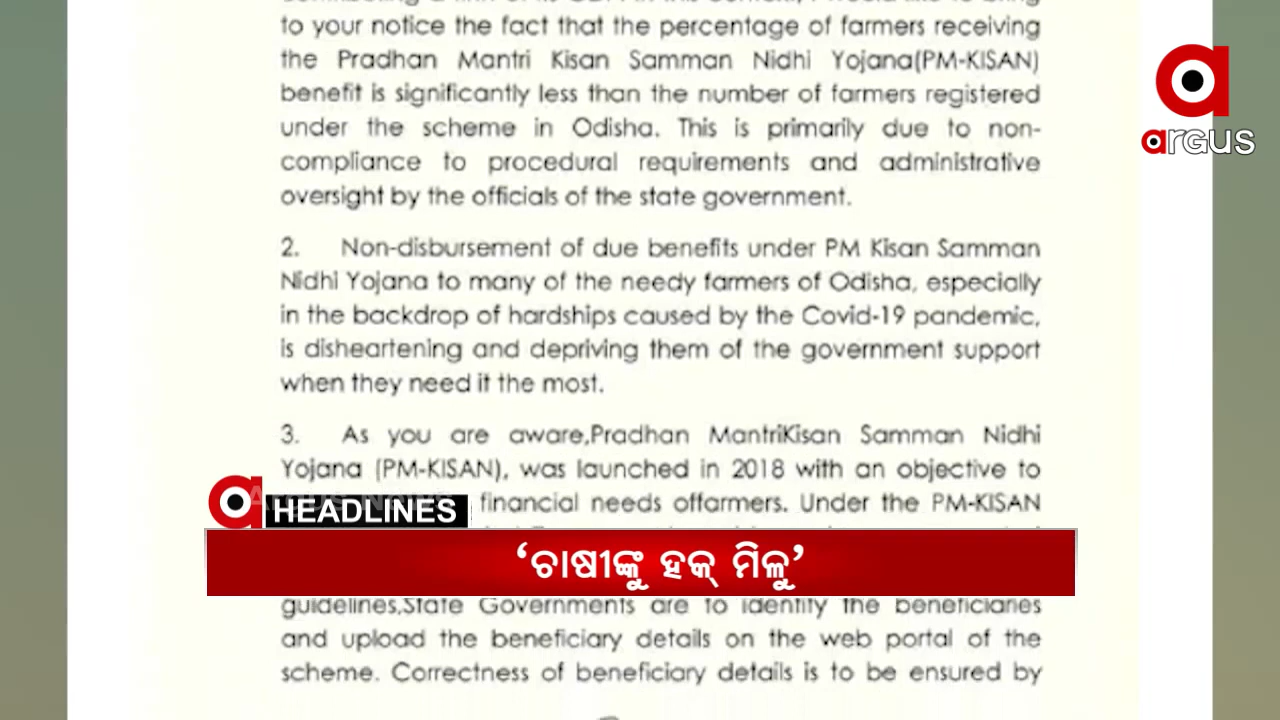 to your notice the fact that the percentage of farmers receiving
the Pradhan Mantri Kisan Samman Nidhi Yojana(PM-KISAN)
benefit is significantly less than the number of farmers registered
under the scheme in Odisha. This is primarily due to non-
compliance to procedural requirements and administrative
oversight by the officials of the state government.
2. Non-disbursement of due benefits under PM Kisan Samman
Nidhi Yojana to many of the needy farmers of Odisha, especially
in the backdrop of hardships caused by the Covid-19 pandemic,
is disheartening and depriving them of the government support
when they need it the most.
3. As you are aware,Pradhan MantriKisan Samman Nidhi
Yojana (PM-KISAN), was launched in 2018 with an objective to
financial needs offarmers. Under the PM-KISAN
guidelines,State Governments are to identify the beneficiaries
and upload the beneficiary details on the web portal of the
scheme. Correctness of beneficiary details is to be ensured by
argus
HEADLINES
‘ଚାଷୀଙ୍କୁ ହକ୍ ମିଳୁ’